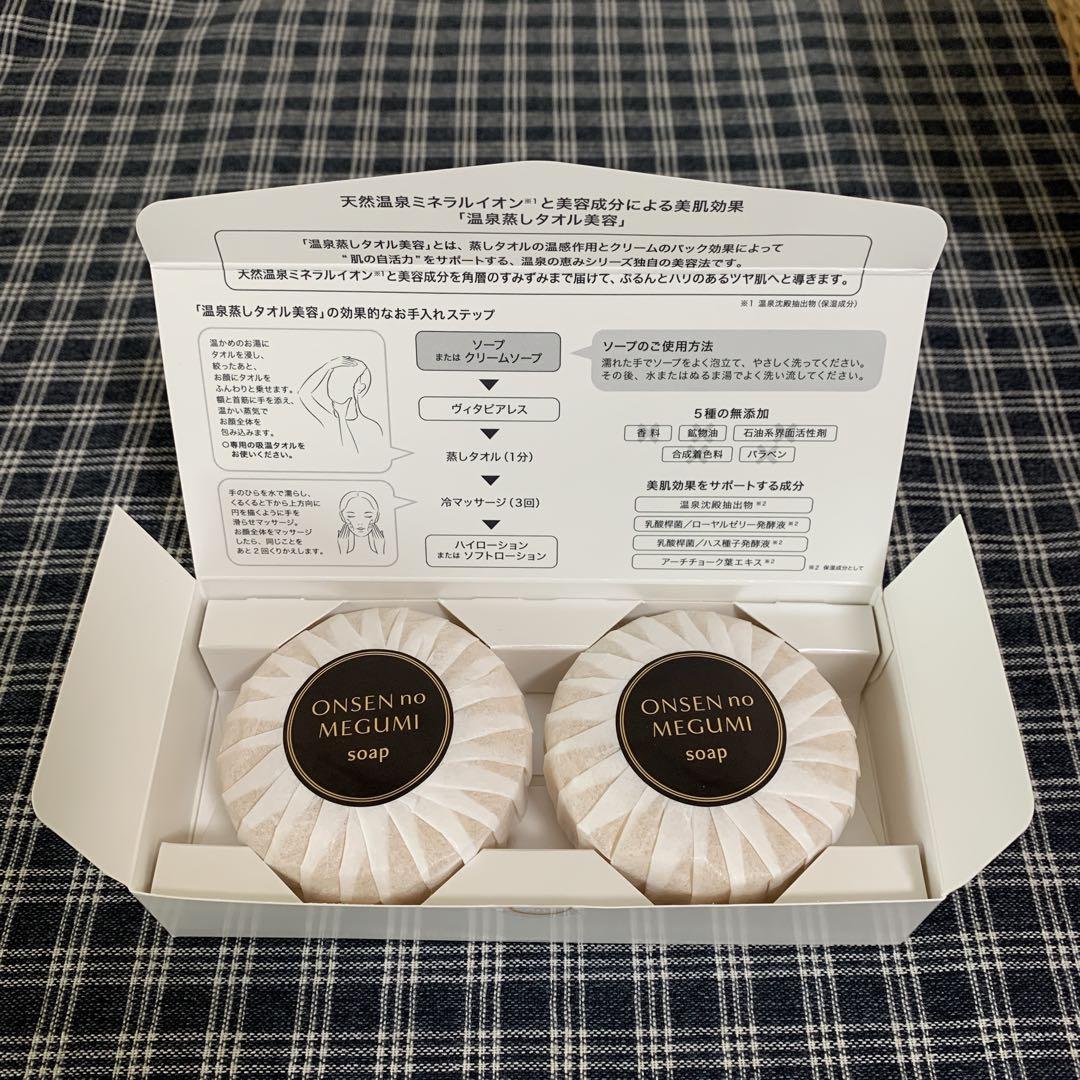 天然温泉ミネラルイオン※1と美容成分による美肌効果
「温泉蒸しタオル美容」
「温泉蒸しタオル美容」とは、蒸しタオルの温感作用とクリームのパック効果によって
“肌の自活力”をサポートする、温泉の恵みシリーズ独自の美容法です。
天然温泉ミネラルイオン※1と美容成分を角層のすみずみまで届けて、ぷるんとハリのあるツヤ肌へと導きます。
※1 温泉沈殿抽出物(保湿成分)
「温泉蒸しタオル美容」の効果的なお手入れステップ
温かめのお湯に
タオルを浸し、
絞ったあと、
お顔にタオルを
ふんわりと乗せます。
額と首筋に手を添え、
温かい蒸気で
お顔全体を
包み込みます。
○専用の吸温タオルを
お使いください。
手のひらを水で濡らし、
くるくると下から上方向に
円を描くように手を
滑らせマッサージ。
お顔全体をマッサージ
したら、同じことを
あと2回くりかえします。
ソープ
または クリームソープ
ヴィタピアレス
蒸しタオル(1分)
冷マッサージ(3回)
ハイローション
または ソフトローション
ソープのご使用方法
濡れた手でソープをよく泡立て、やさしく洗ってください。
その後、水またはぬるま湯でよく洗い流してください。
5種の無添加
香料 鉱物油 石油系界面活性剤
合成着色料 パラベン
美肌効果をサポートする成分
温泉沈殿抽出物※2
乳酸桿菌/ローヤルゼリー発酵液※2
乳酸桿菌/ハス種子発酵液※2
アーチチョーク葉エキス※2
※2 保湿成分として
ONSEN no
MEGUMI
soap
ONSEN no
MEGUMI
soap